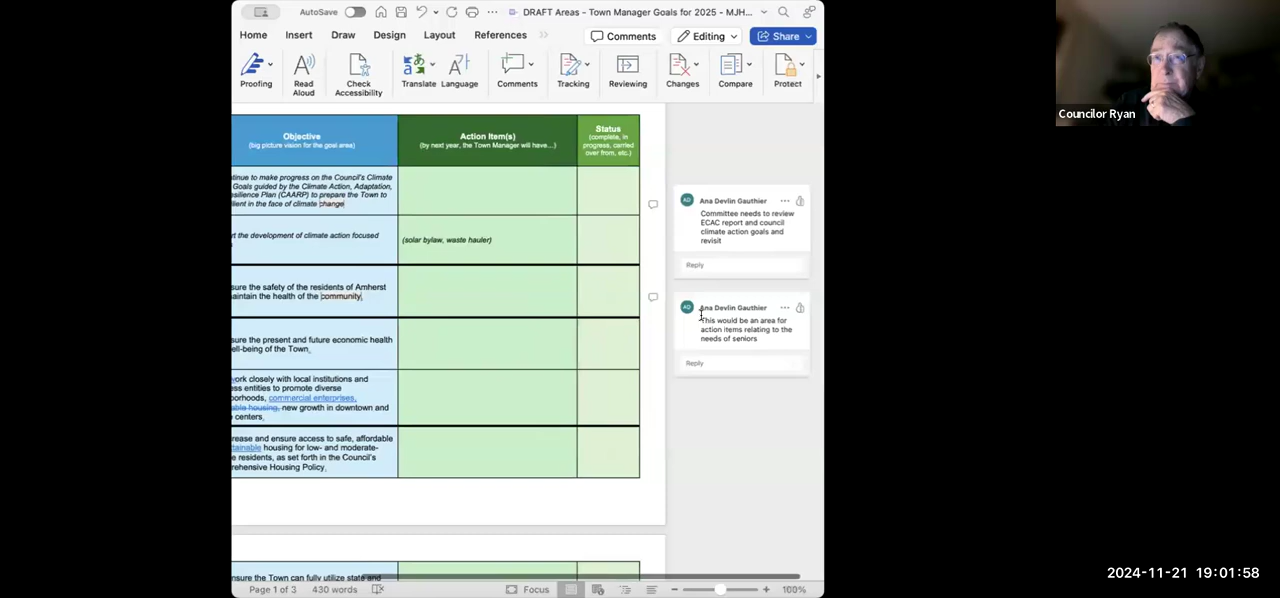 AutoSave
DRAFT Areas - Town Manager Goals for 2025 - MJH...
Home Insert Draw Design Layout References
Comments Editing Share
Proofing Read Aloud Check Accessibility Translate Language Comments Tracking Reviewing Changes Compare Protect
Objective
(big picture vision for the goal area)
Action Item(s)
(by next year, the Town Manager will have...)
Status
(complete, in
progress, carried
over from, etc.)
tinue to make progress on the Council's Climate
Goals guided by the Climate Action, Adaptation,
esilience Plan (CAARP) to prepare the Town to
ilient in the face of climate change
rt the development of climate action focused
(solar bylaw, waste hauler)
sure the safety of the residents of Amherst
aintain the health of the community.
sure the present and future economic health
ell-being of the Town.
ork closely with local institutions and
ess entities to promote diverse
borhoods, commercial enterprises,
able housing, new growth in downtown and
e centers.
crease and ensure access to safe, affordable
tainable housing for low- and moderate-
e residents, as set forth in the Council's
rehensive Housing Policy.
nsure the Town can fully utilize state and
AD Ana Devlin Gauthier
Committee needs to review
ECAC report and council
climate action goals and
revisit
Reply
AD Ana Devlin Gauthier
This would be an area for
action items relating to the
needs of seniors
Reply
Page 1 of 3 430 words Focus 100%
Councilor Ryan
2024-11-21 19:01:58